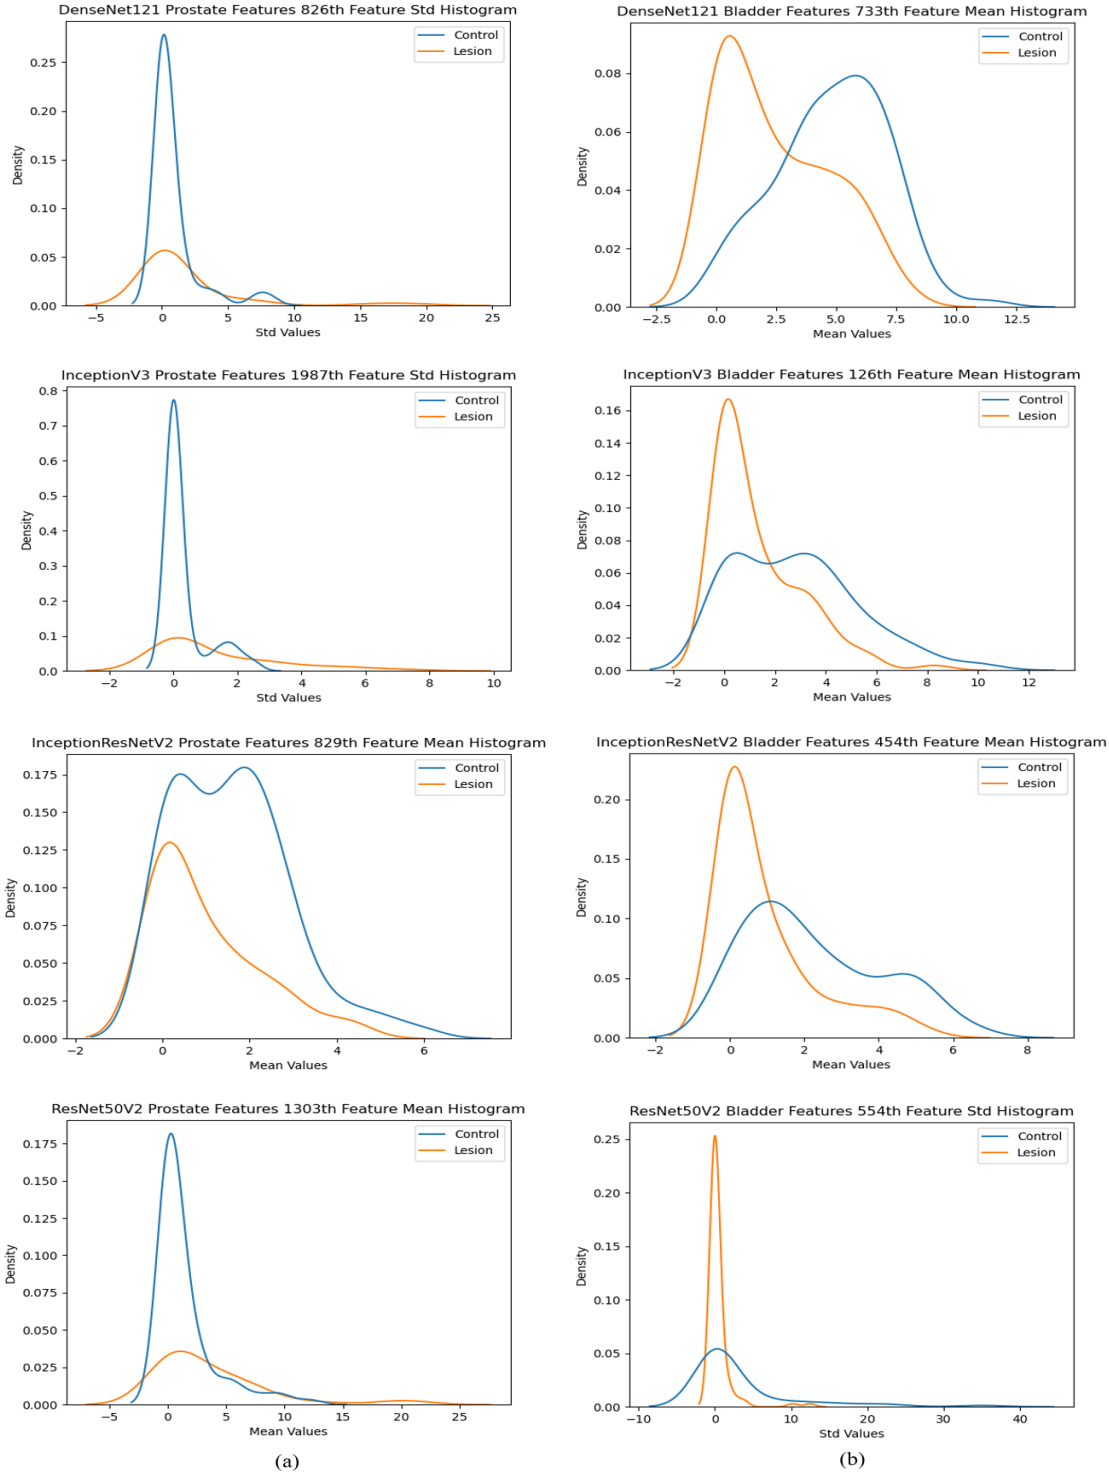 DenseNet121 Prostate Features 826th Feature Std Histogram
Control
Lesion
Density
0.25
0.20
0.15
0.10
0.05
0.00
−5 0 5 10 15 20 25
Std Values
DenseNet121 Bladder Features 733th Feature Mean Histogram
Control
Lesion
Density
0.08
0.06
0.04
0.02
0.00
−2.5 0.0 2.5 5.0 7.5 10.0 12.5
Mean Values
InceptionV3 Prostate Features 1987th Feature Std Histogram
Control
Lesion
Density
0.8
0.7
0.6
0.5
0.4
0.3
0.2
0.1
0.0
−2 0 2 4 6 8 10
Std Values
InceptionV3 Bladder Features 126th Feature Mean Histogram
Control
Lesion
Density
0.16
0.14
0.12
0.10
0.08
0.06
0.04
0.02
0.00
−2 0 2 4 6 8 10 12
Mean Values
InceptionResNetV2 Prostate Features 829th Feature Mean Histogram
Control
Lesion
Density
0.175
0.150
0.125
0.100
0.075
0.050
0.025
0.000
−2 0 2 4 6
Mean Values
InceptionResNetV2 Bladder Features 454th Feature Mean Histogram
Control
Lesion
Density
0.20
0.15
0.10
0.05
0.00
−2 0 2 4 6 8
Mean Values
ResNet50V2 Prostate Features 1303th Feature Mean Histogram
Control
Lesion
Density
0.175
0.150
0.125
0.100
0.075
0.050
0.025
0.000
−5 0 5 10 15 20 25
Mean Values
ResNet50V2 Bladder Features 554th Feature Std Histogram
Control
Lesion
Density
0.25
0.20
0.15
0.10
0.05
0.00
−10 0 10 20 30 40
Std Values
(a)
(b)